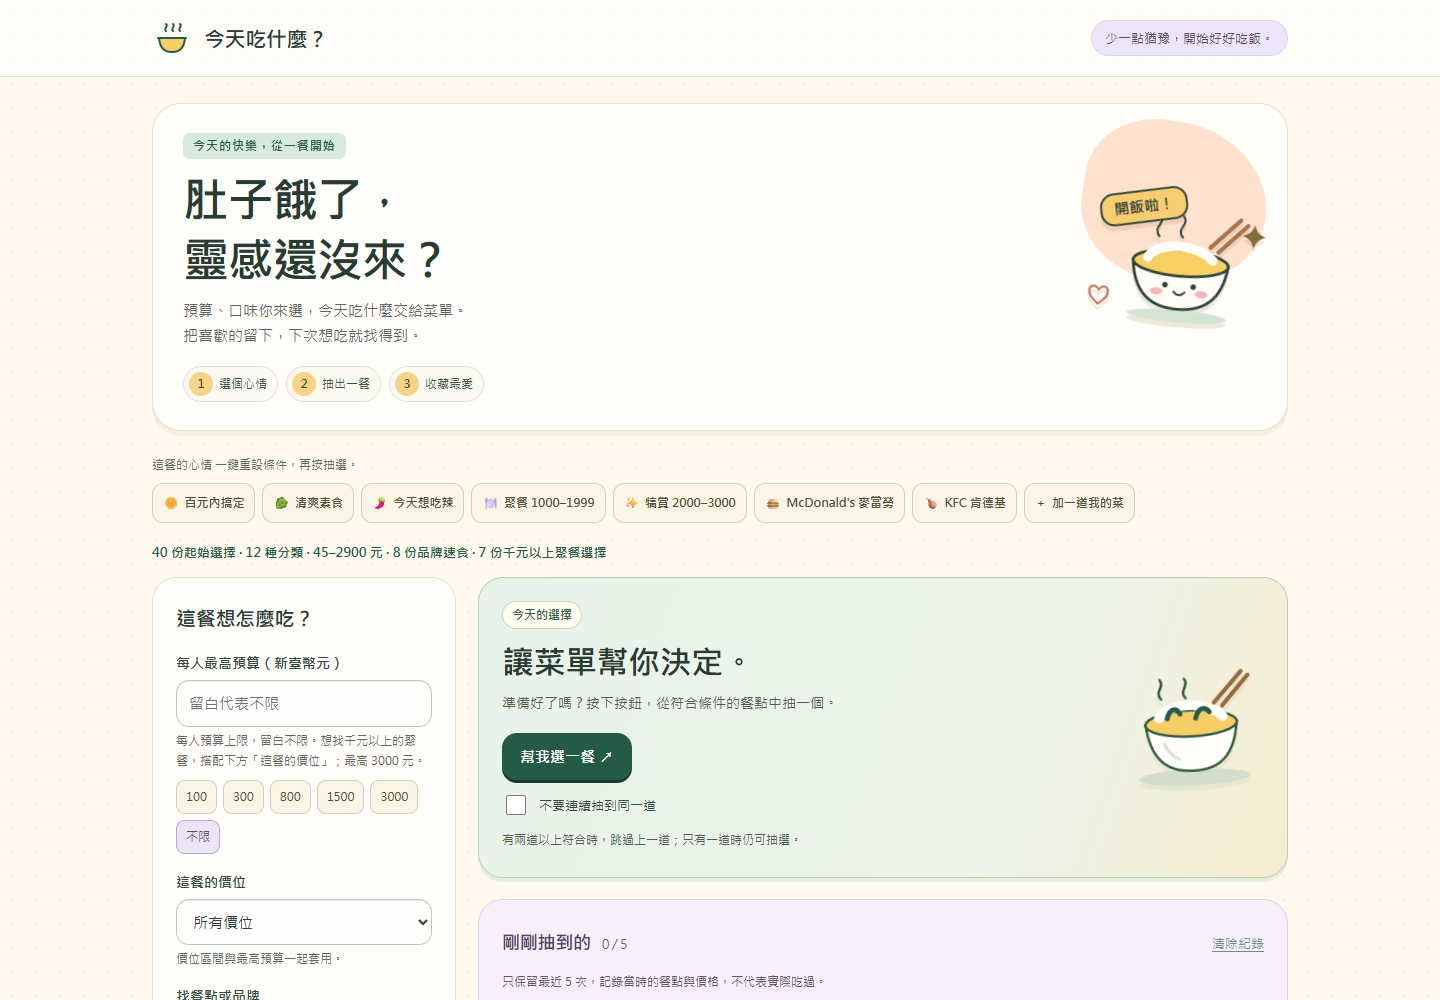 今天吃什麼？
少一點猶豫，開始好好吃飯。
今天的快樂，從一餐開始
肚子餓了，
靈感還沒來？
預算、口味你來選，今天吃什麼交給菜單。
把喜歡的留下，下次想吃就找得到。
1 選個心情 2 抽出一餐 3 收藏最愛
開飯啦！
這餐的心情 一鍵重設條件，再按抽選。
百元內搞定 清爽素食 今天想吃辣 聚餐 1000–1999 犒賞 2000–3000 McDonald's 麥當勞 KFC 肯德基 + 加一道我的菜
40 份起始選擇 · 12 種分類 · 45–2900 元 · 8 份品牌速食 · 7 份千元以上聚餐選擇
這餐想怎麼吃？
每人最高預算（新臺幣元）
留白代表不限
每人預算上限，留白不限。想找千元以上的聚
餐，搭配下方「這餐的價位」；最高 3000 元。
100 300 800 1500 3000
不限
這餐的價位
所有價位
價位區間與最高預算一起套用。
找餐點或品牌
今天的選擇
讓菜單幫你決定。
準備好了嗎？按下按鈕，從符合條件的餐點中抽一個。
幫我選一餐 ↗
不要連續抽到同一道
有兩道以上符合時，跳過上一道；只有一道時仍可抽選。
剛剛抽到的 0 / 5
清除紀錄
只保留最近 5 次，記錄當時的餐點與價格，不代表實際吃過。